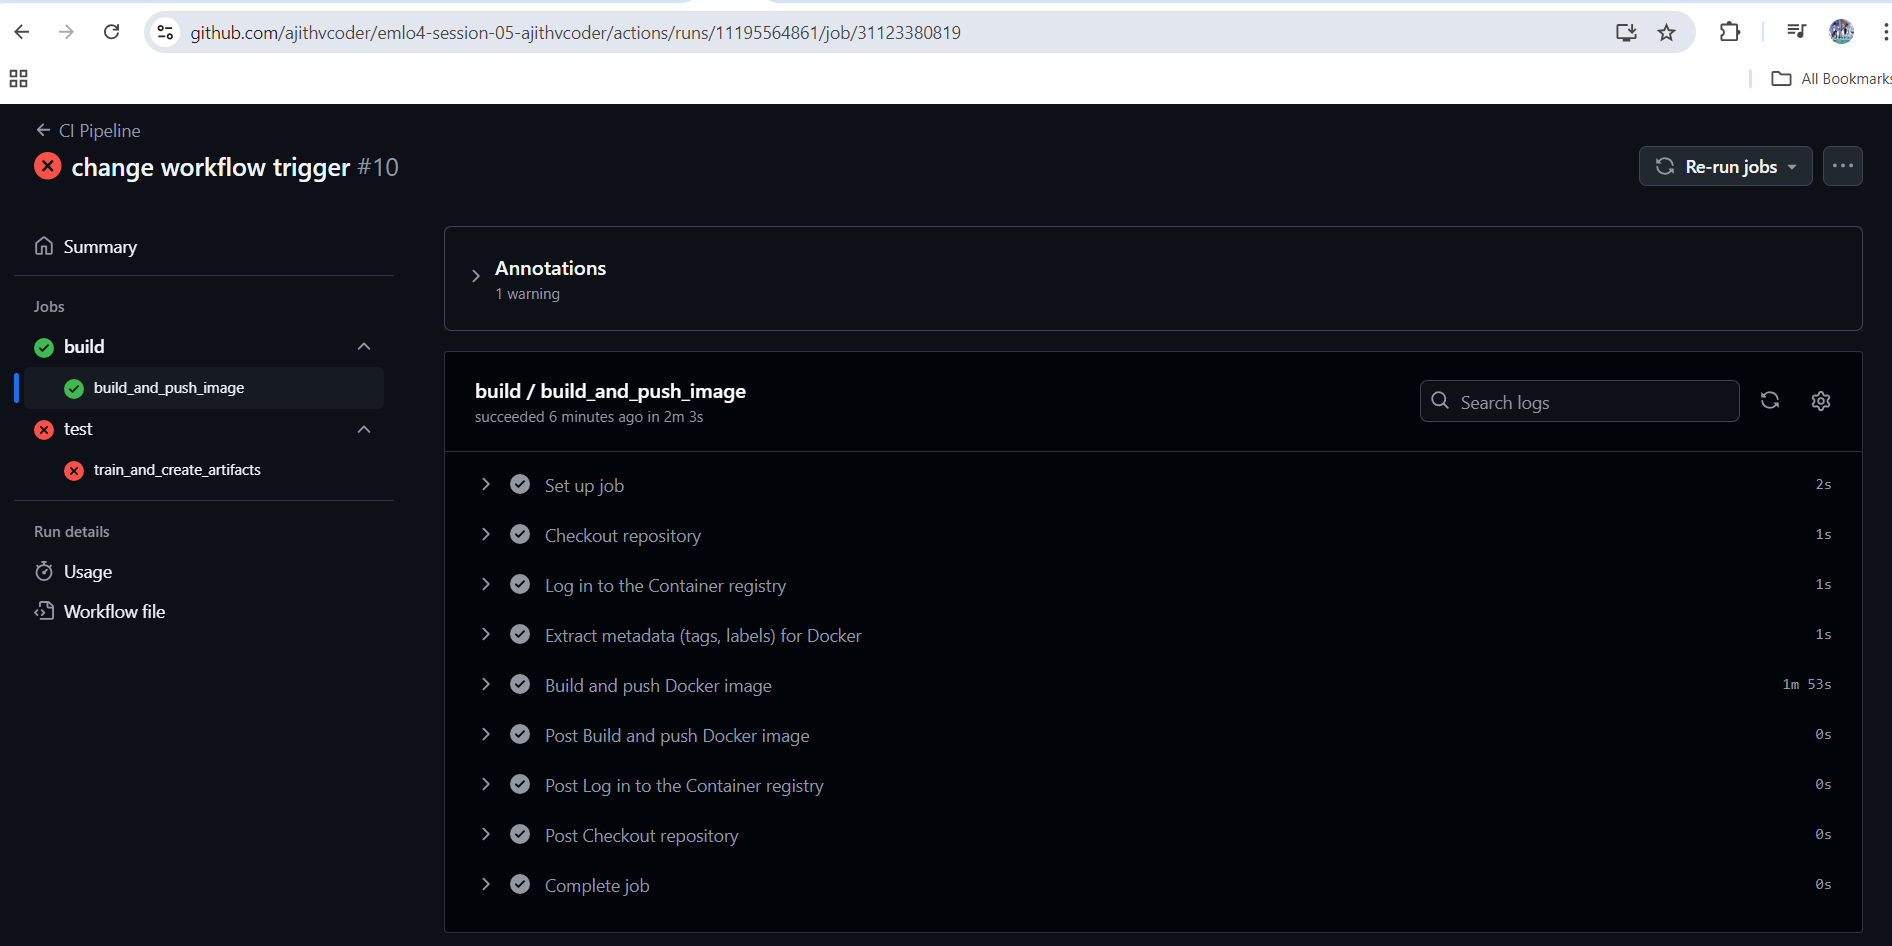 github.com/ajithvcoder/emlo4-session-05-ajithvcoder/actions/runs/11195564861/job/31123380819
All Bookmarks
CI Pipeline
change workflow trigger #10
Re-run jobs
Summary
Jobs
build
build_and_push_image
test
train_and_create_artifacts
Run details
Usage
Workflow file
Annotations
1 warning
build / build_and_push_image
succeeded 6 minutes ago in 2m 3s
Search logs
Set up job 2s
Checkout repository 1s
Log in to the Container registry 1s
Extract metadata (tags, labels) for Docker 1s
Build and push Docker image 1m 53s
Post Build and push Docker image 0s
Post Log in to the Container registry 0s
Post Checkout repository 0s
Complete job 0s